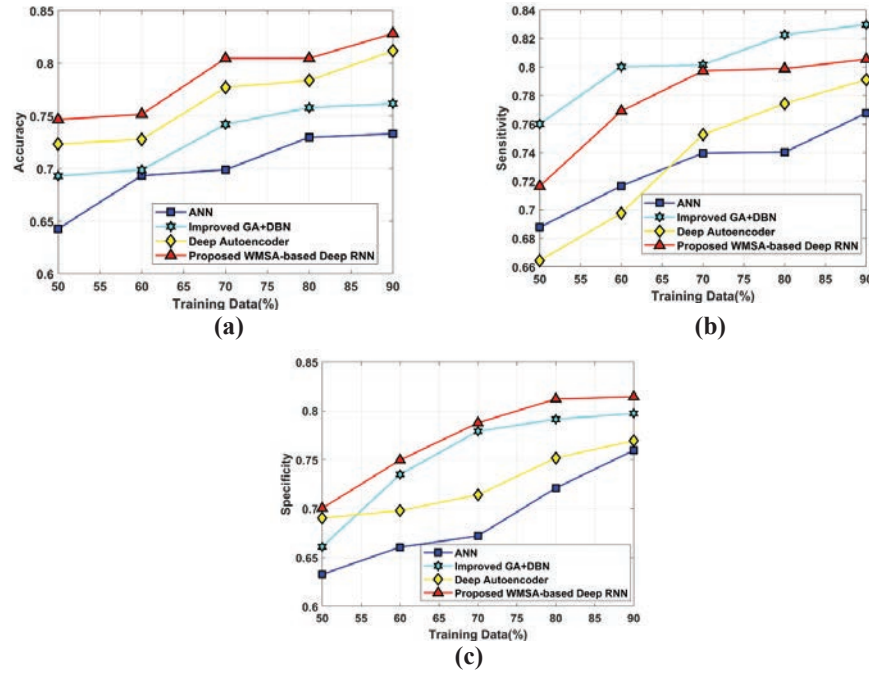 0.85
0.8
0.75
0.7
0.65
0.6
Accuracy
50 55 60 65 70 75 80 85 90
Training Data(%)
ANN
Improved GA+DBN
Deep Autoencoder
Proposed WMSA-based Deep RNN
(a)
0.84
0.82
0.8
0.78
0.76
0.74
0.72
0.7
0.68
0.66
Sensitivity
50 55 60 65 70 75 80 85 90
Training Data(%)
ANN
Improved GA+DBN
Deep Autoencoder
Proposed WMSA-based Deep RNN
(b)
0.85
0.8
0.75
0.7
0.65
0.6
Specificity
50 55 60 65 70 75 80 85 90
Training Data(%)
ANN
Improved GA+DBN
Deep Autoencoder
Proposed WMSA-based Deep RNN
(c)